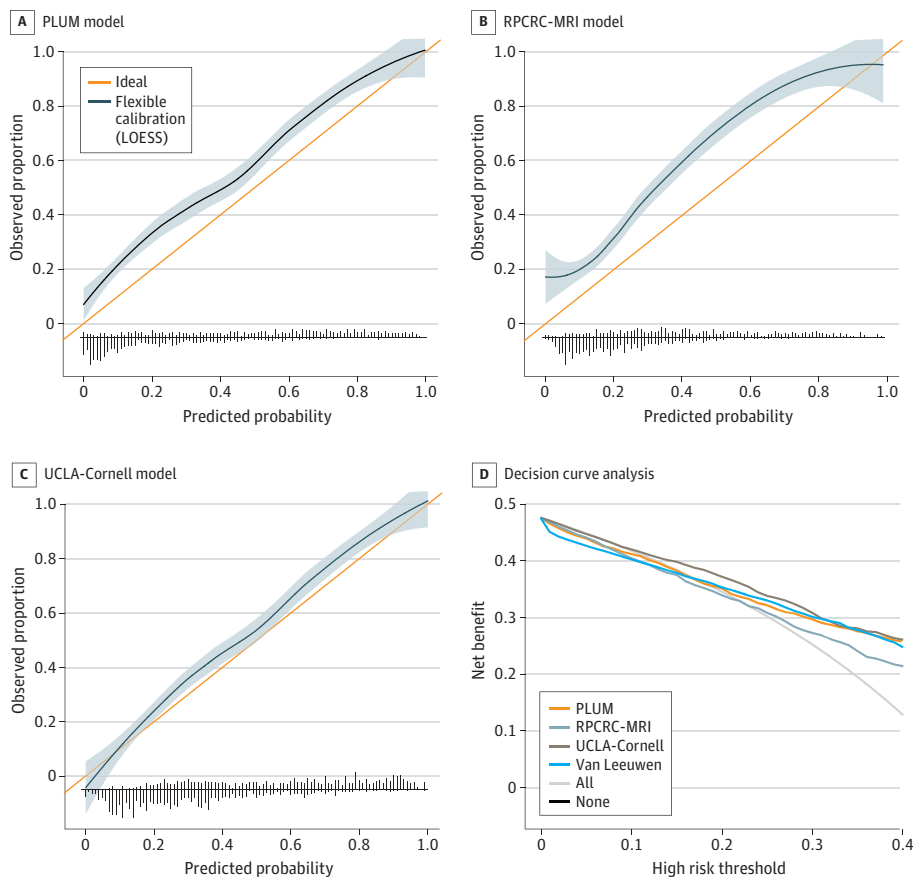 A PLUM model
1.0
0.8
0.6
0.4
0.2
0
Observed proportion
Ideal
Flexible
calibration
(LOESS)
0 0.2 0.4 0.6 0.8 1.0
Predicted probability
B RPCRC-MRI model
1.0
0.8
0.6
0.4
0.2
0
Observed proportion
0 0.2 0.4 0.6 0.8 1.0
Predicted probability
C UCLA-Cornell model
1.0
0.8
0.6
0.4
0.2
0
Observed proportion
0 0.2 0.4 0.6 0.8 1.0
Predicted probability
D Decision curve analysis
0.5
0.4
0.3
0.2
0.1
0
Net benefit
PLUM
RPCRC-MRI
UCLA-Cornell
Van Leeuwen
All
None
0 0.1 0.2 0.3 0.4
High risk threshold